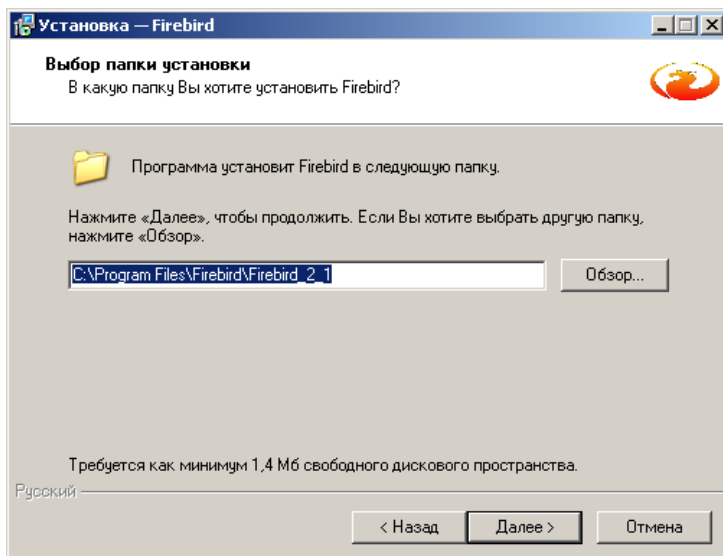 Установка — Firebird
Выбор папки установки
В какую папку Вы хотите установить Firebird?
Программа установит Firebird в следующую папку.
Нажмите «Далее», чтобы продолжить. Если Вы хотите выбрать другую папку,
нажмите «Обзор».
C:\Program Files\Firebird\Firebird_2_1
Обзор...
Требуется как минимум 1,4 Мб свободного дискового пространства.
Русский
< Назад
Далее >
Отмена